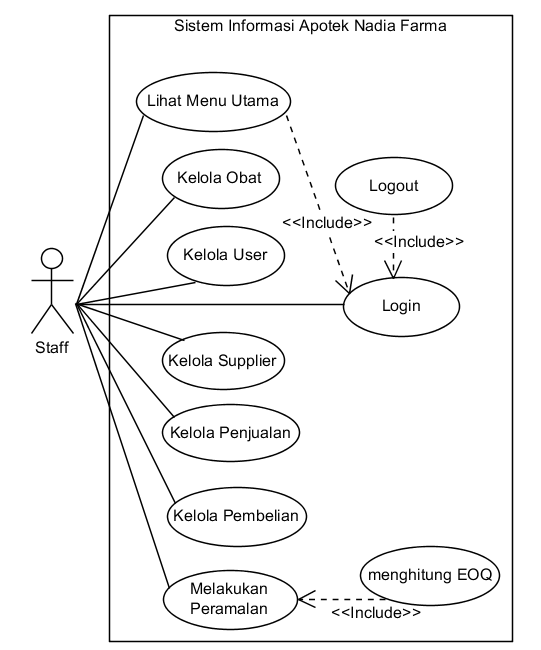 Sistem Informasi Apotek Nadia Farma
Lihat Menu Utama
Kelola Obat
Logout
<<Include>>
<<Include>>
Kelola User
Login
Staff
Kelola Supplier
Kelola Penjualan
Kelola Pembelian
menghitung EOQ
Melakukan
Peramalan
<<Include>>